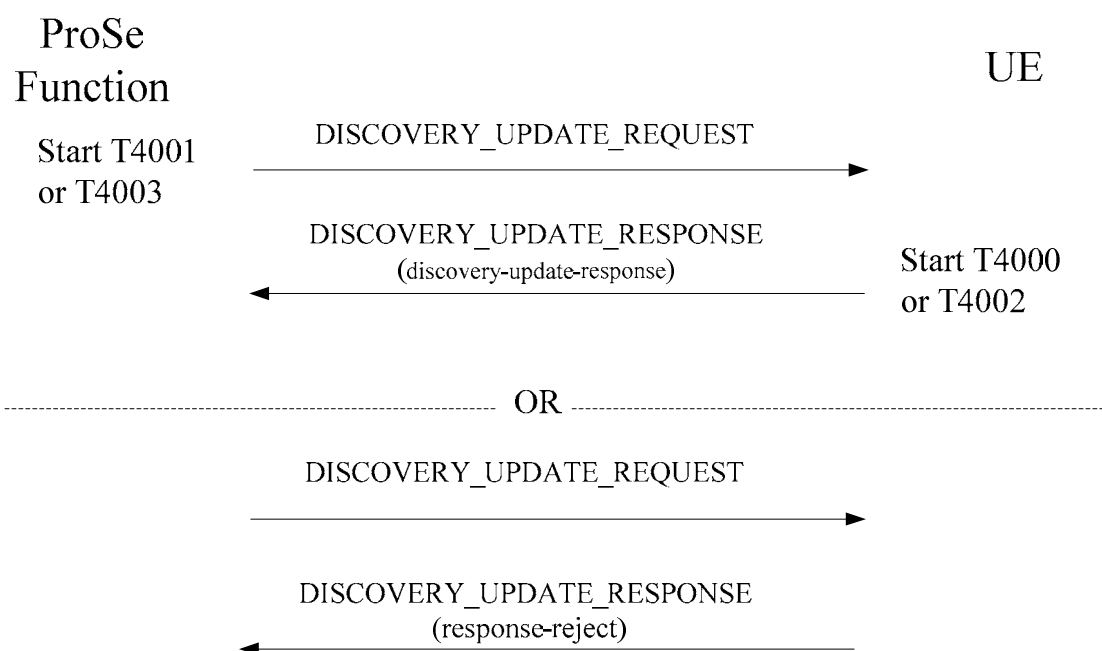 ProSe
Function
UE
Start T4001
or T4003
DISCOVERY_UPDATE_REQUEST
DISCOVERY_UPDATE_RESPONSE
(discovery-update-response)
Start T4000
or T4002
OR
DISCOVERY_UPDATE_REQUEST
DISCOVERY_UPDATE_RESPONSE
(response-reject)